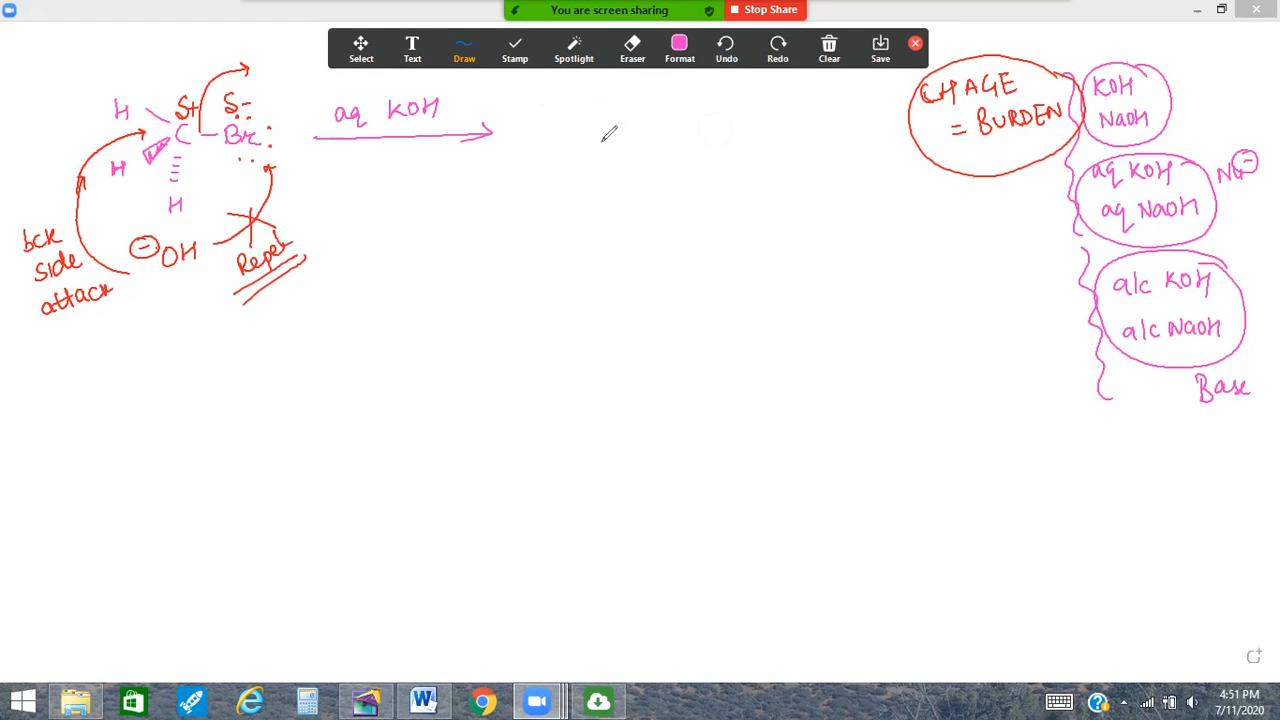 You are screen sharing
Stop Share
Select
Text
Draw
Stamp
Spotlight
Eraser
Format
Undo
Redo
Clear
Save
H
H
H
C
Br
S+
S-
aq KOH
OH
bck
side
attack
Repel
CHAGE
= BURDEN
KOH
NaOH
aq KOH
aq NaOH
Nu
alc KOH
alc NaOH
Base
4:51 PM
7/11/2020